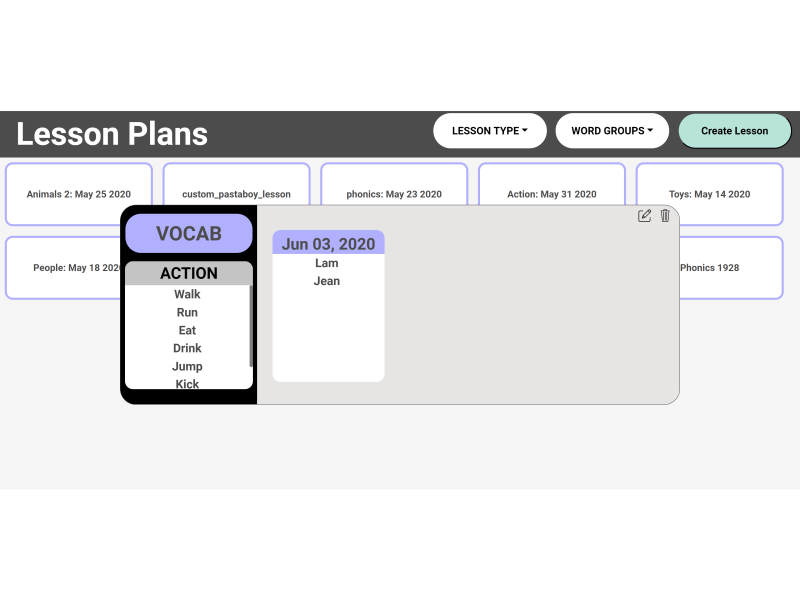 Lesson Plans
LESSON TYPE
WORD GROUPS
Create Lesson
Animals 2: May 25 2020
custom_pastaboy_lesson
phonics: May 23 2020
Action: May 31 2020
Toys: May 14 2020
People: May 18 202
Phonics 1928
VOCAB
ACTION
Walk
Run
Eat
Drink
Jump
Kick
Jun 03, 2020
Lam
Jean